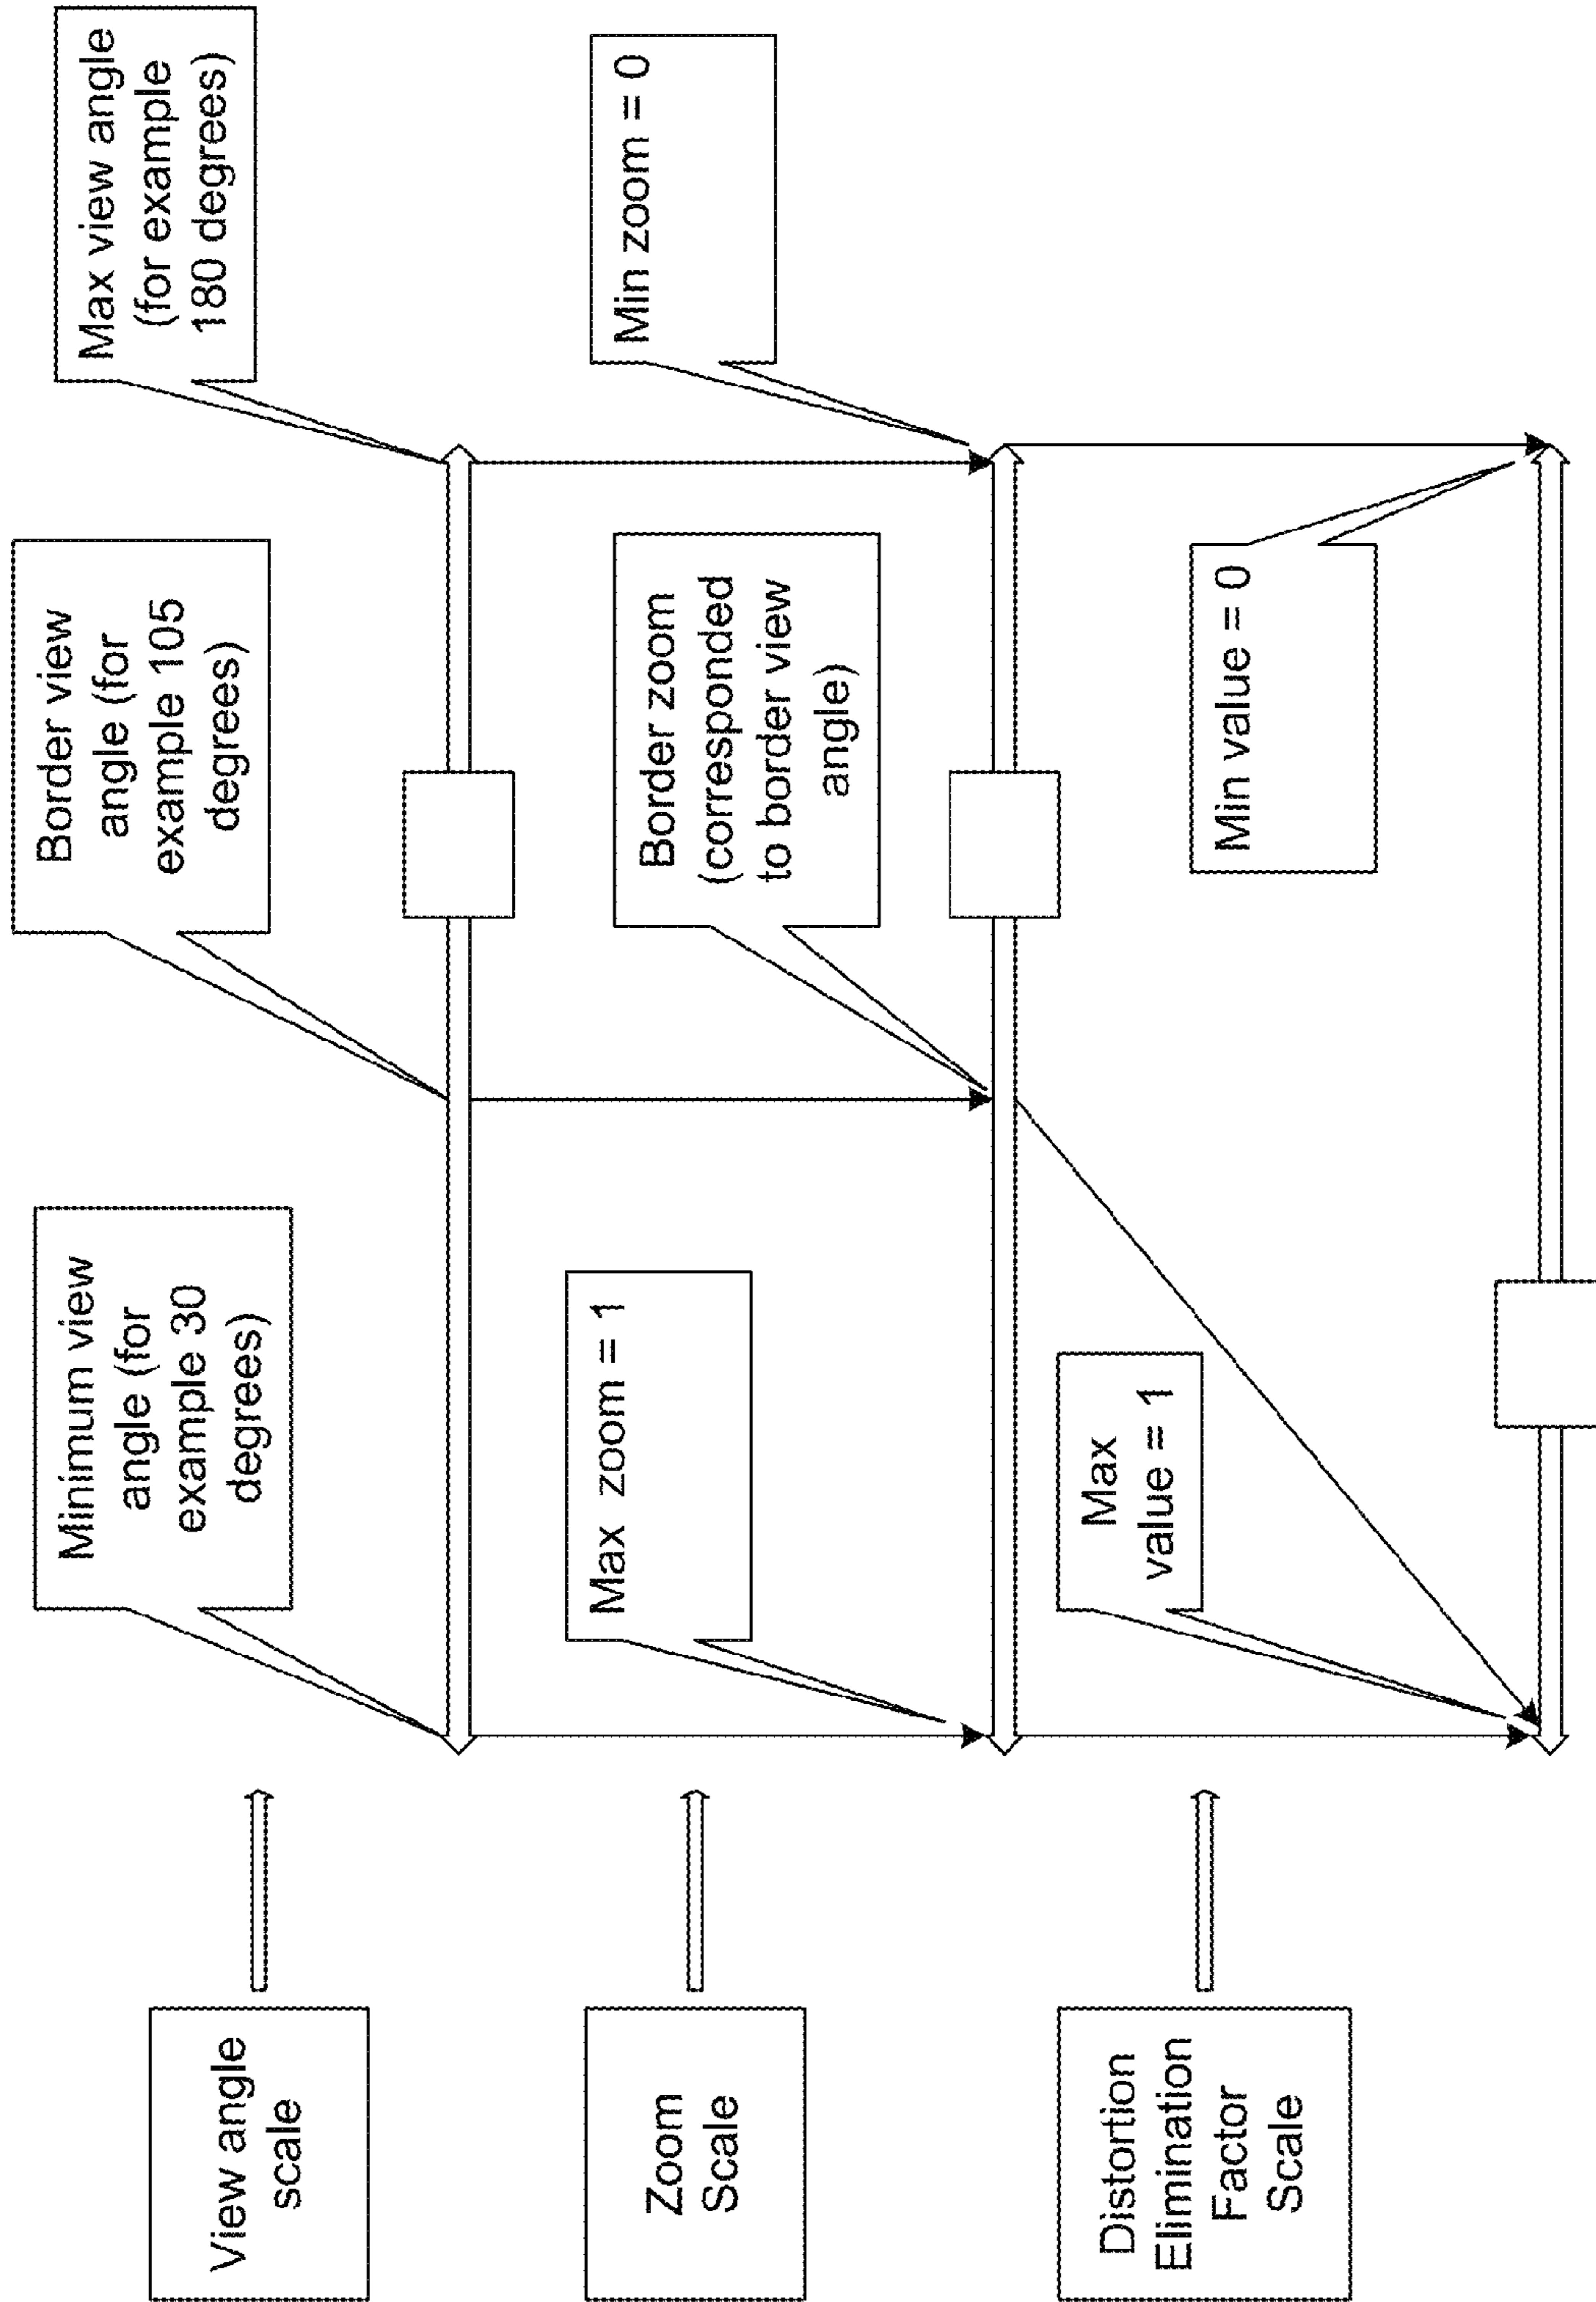 View angle
scale
Minimum view
angle (for
example 30
degrees)
Border view
angle (for
example 105
degrees)
Max view angle
(for example
180 degrees)
Zoom
Scale
Max zoom = 1
Border zoom
(corresponded
to border view
angle)
Min zoom = 0
Distortion
Elimination
Factor
Scale
Max
value = 1
Min value = 0